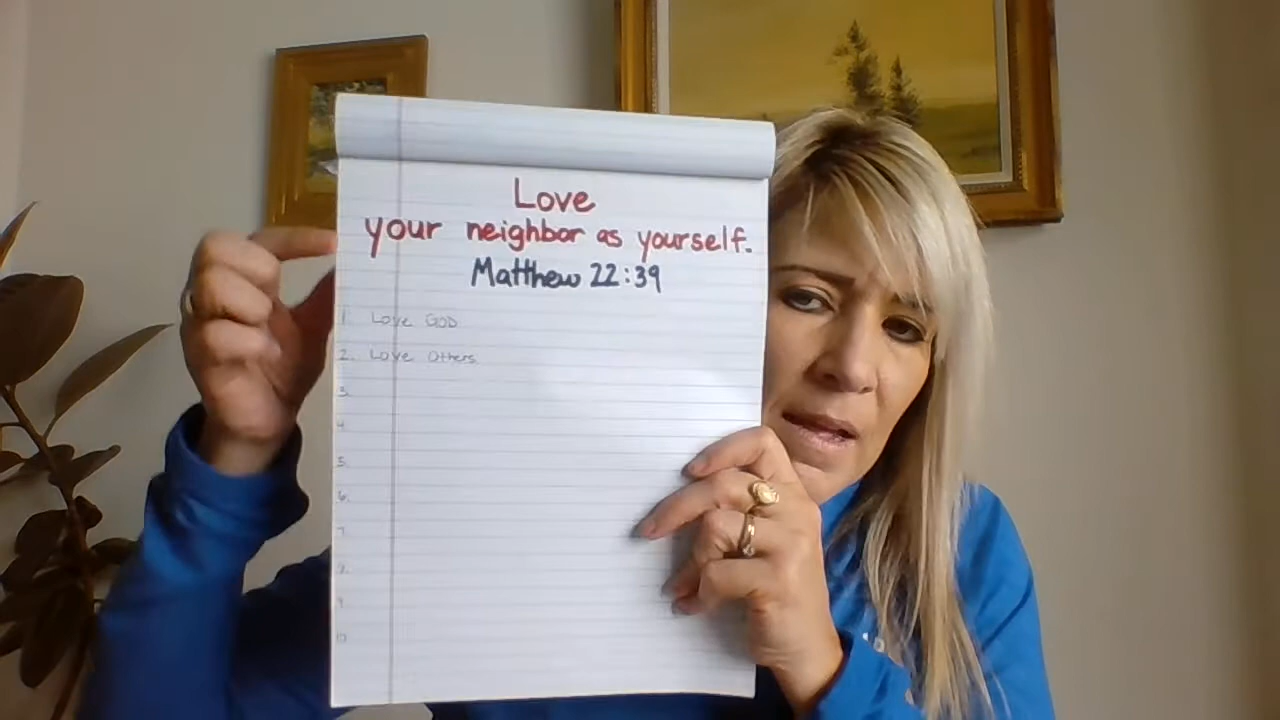 Love
your neighbor as yourself.
Matthew 22:39
1. Love GOD
2. Love Others
3.
4.
5.
6.
7.
8.
9.
10.